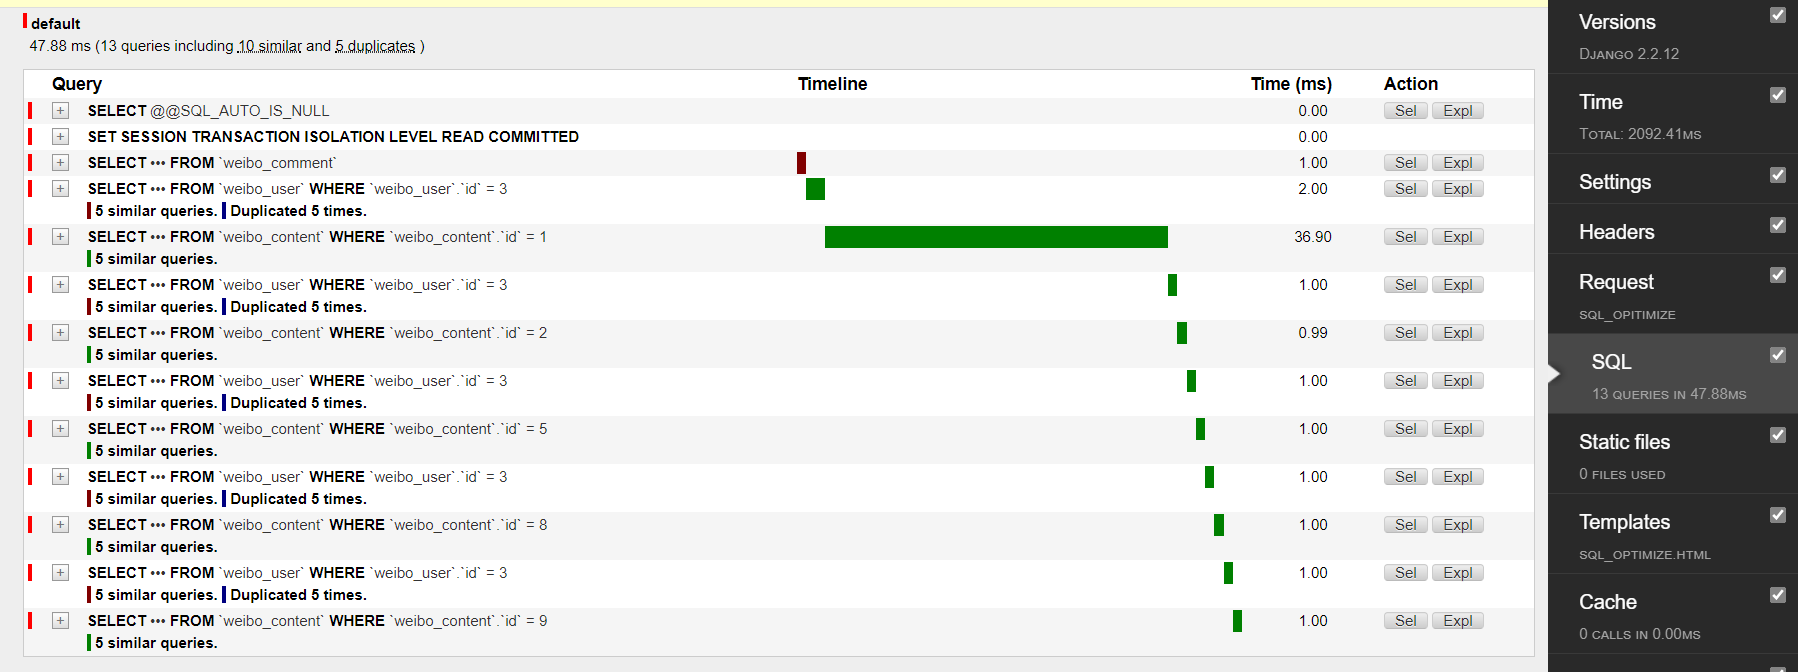 default
47.88 ms (13 queries including 10 similar and 5 duplicates )
Query Timeline Time (ms) Action
+ SELECT @@SQL_AUTO_IS_NULL 0.00 Sel Expl
+ SET SESSION TRANSACTION ISOLATION LEVEL READ COMMITTED 0.00
+ SELECT ••• FROM `weibo_comment` 1.00 Sel Expl
+ SELECT ••• FROM `weibo_user` WHERE `weibo_user`.`id` = 3 2.00 Sel Expl
5 similar queries. Duplicated 5 times.
+ SELECT ••• FROM `weibo_content` WHERE `weibo_content`.`id` = 1 36.90 Sel Expl
5 similar queries.
+ SELECT ••• FROM `weibo_user` WHERE `weibo_user`.`id` = 3 1.00 Sel Expl
5 similar queries. Duplicated 5 times.
+ SELECT ••• FROM `weibo_content` WHERE `weibo_content`.`id` = 2 0.99 Sel Expl
5 similar queries.
+ SELECT ••• FROM `weibo_user` WHERE `weibo_user`.`id` = 3 1.00 Sel Expl
5 similar queries. Duplicated 5 times.
+ SELECT ••• FROM `weibo_content` WHERE `weibo_content`.`id` = 5 1.00 Sel Expl
5 similar queries.
+ SELECT ••• FROM `weibo_user` WHERE `weibo_user`.`id` = 3 1.00 Sel Expl
5 similar queries. Duplicated 5 times.
+ SELECT ••• FROM `weibo_content` WHERE `weibo_content`.`id` = 8 1.00 Sel Expl
5 similar queries.
+ SELECT ••• FROM `weibo_user` WHERE `weibo_user`.`id` = 3 1.00 Sel Expl
5 similar queries. Duplicated 5 times.
+ SELECT ••• FROM `weibo_content` WHERE `weibo_content`.`id` = 9 1.00 Sel Expl
5 similar queries.
Versions
Django 2.2.12
Time
Total: 2092.41ms
Settings
Headers
Request
sql_opitimize
SQL
13 queries in 47.88ms
Static files
0 files used
Templates
sql_optimize.html
Cache
0 calls in 0.00ms